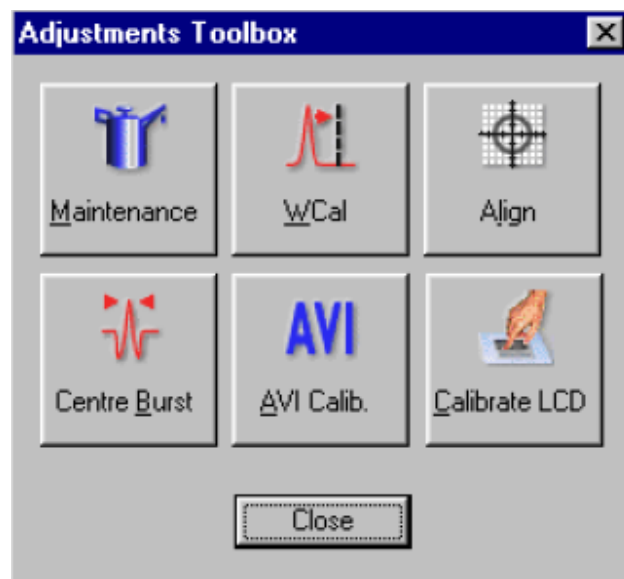 Adjustments Toolbox
Maintenance
WCal
Align
Centre Burst
AVI
AVI Calib.
Calibrate LCD
Close